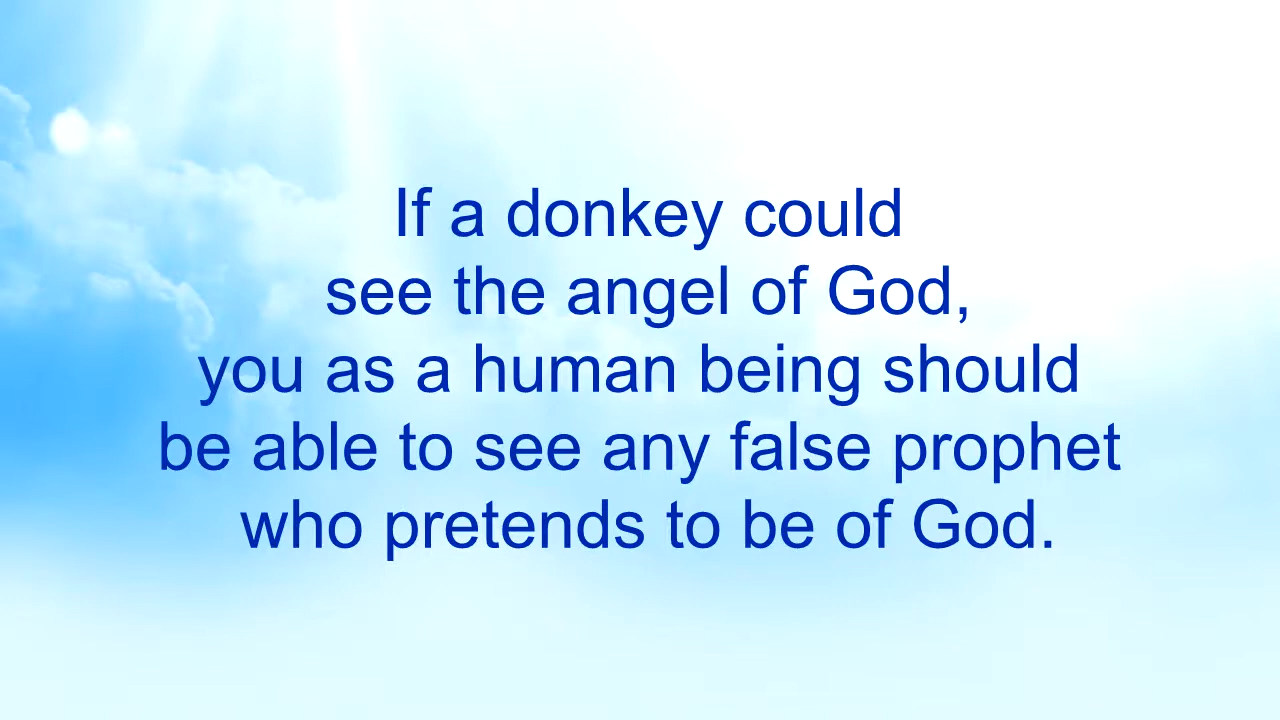 If a donkey could
see the angel of God,
you as a human being should
be able to see any false prophet
who pretends to be of God.